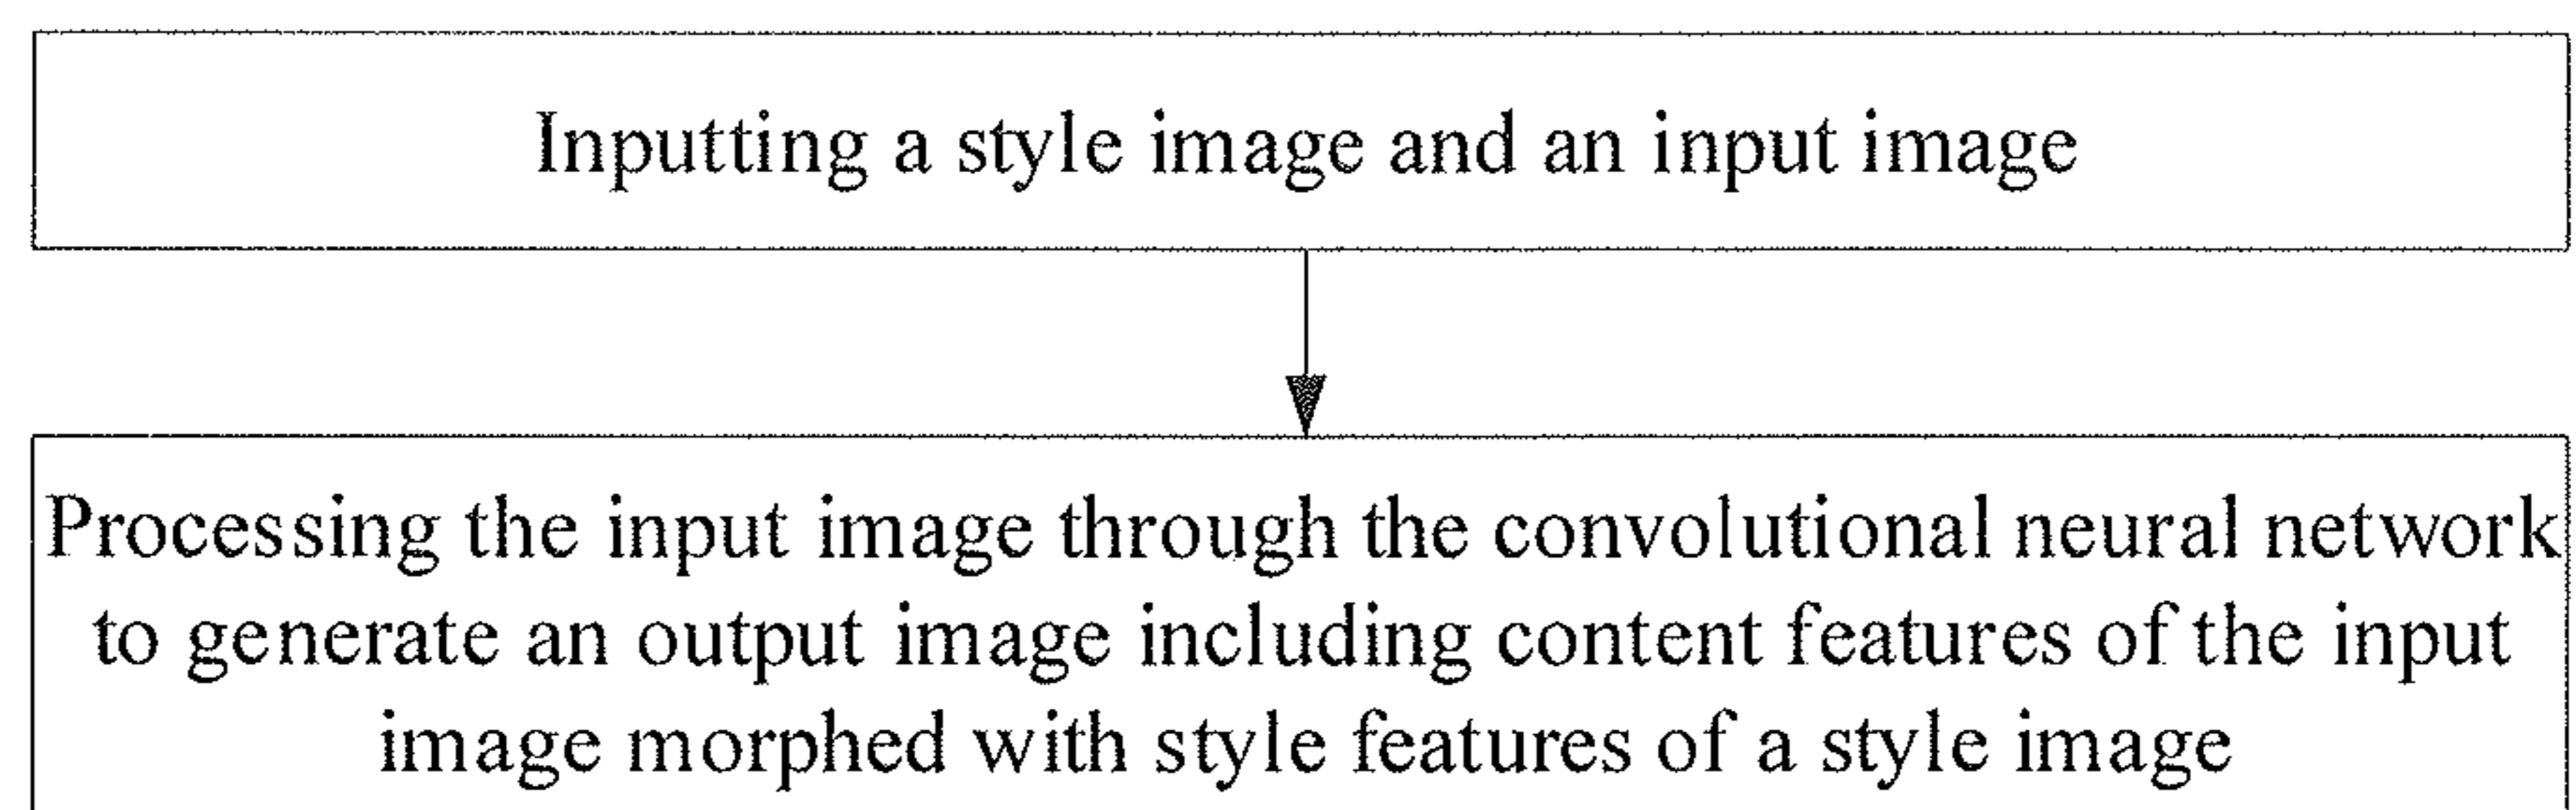 Inputting a style image and an input image
Processing the input image through the convolutional neural network
to generate an output image including content features of the input
image morphed with style features of a style image